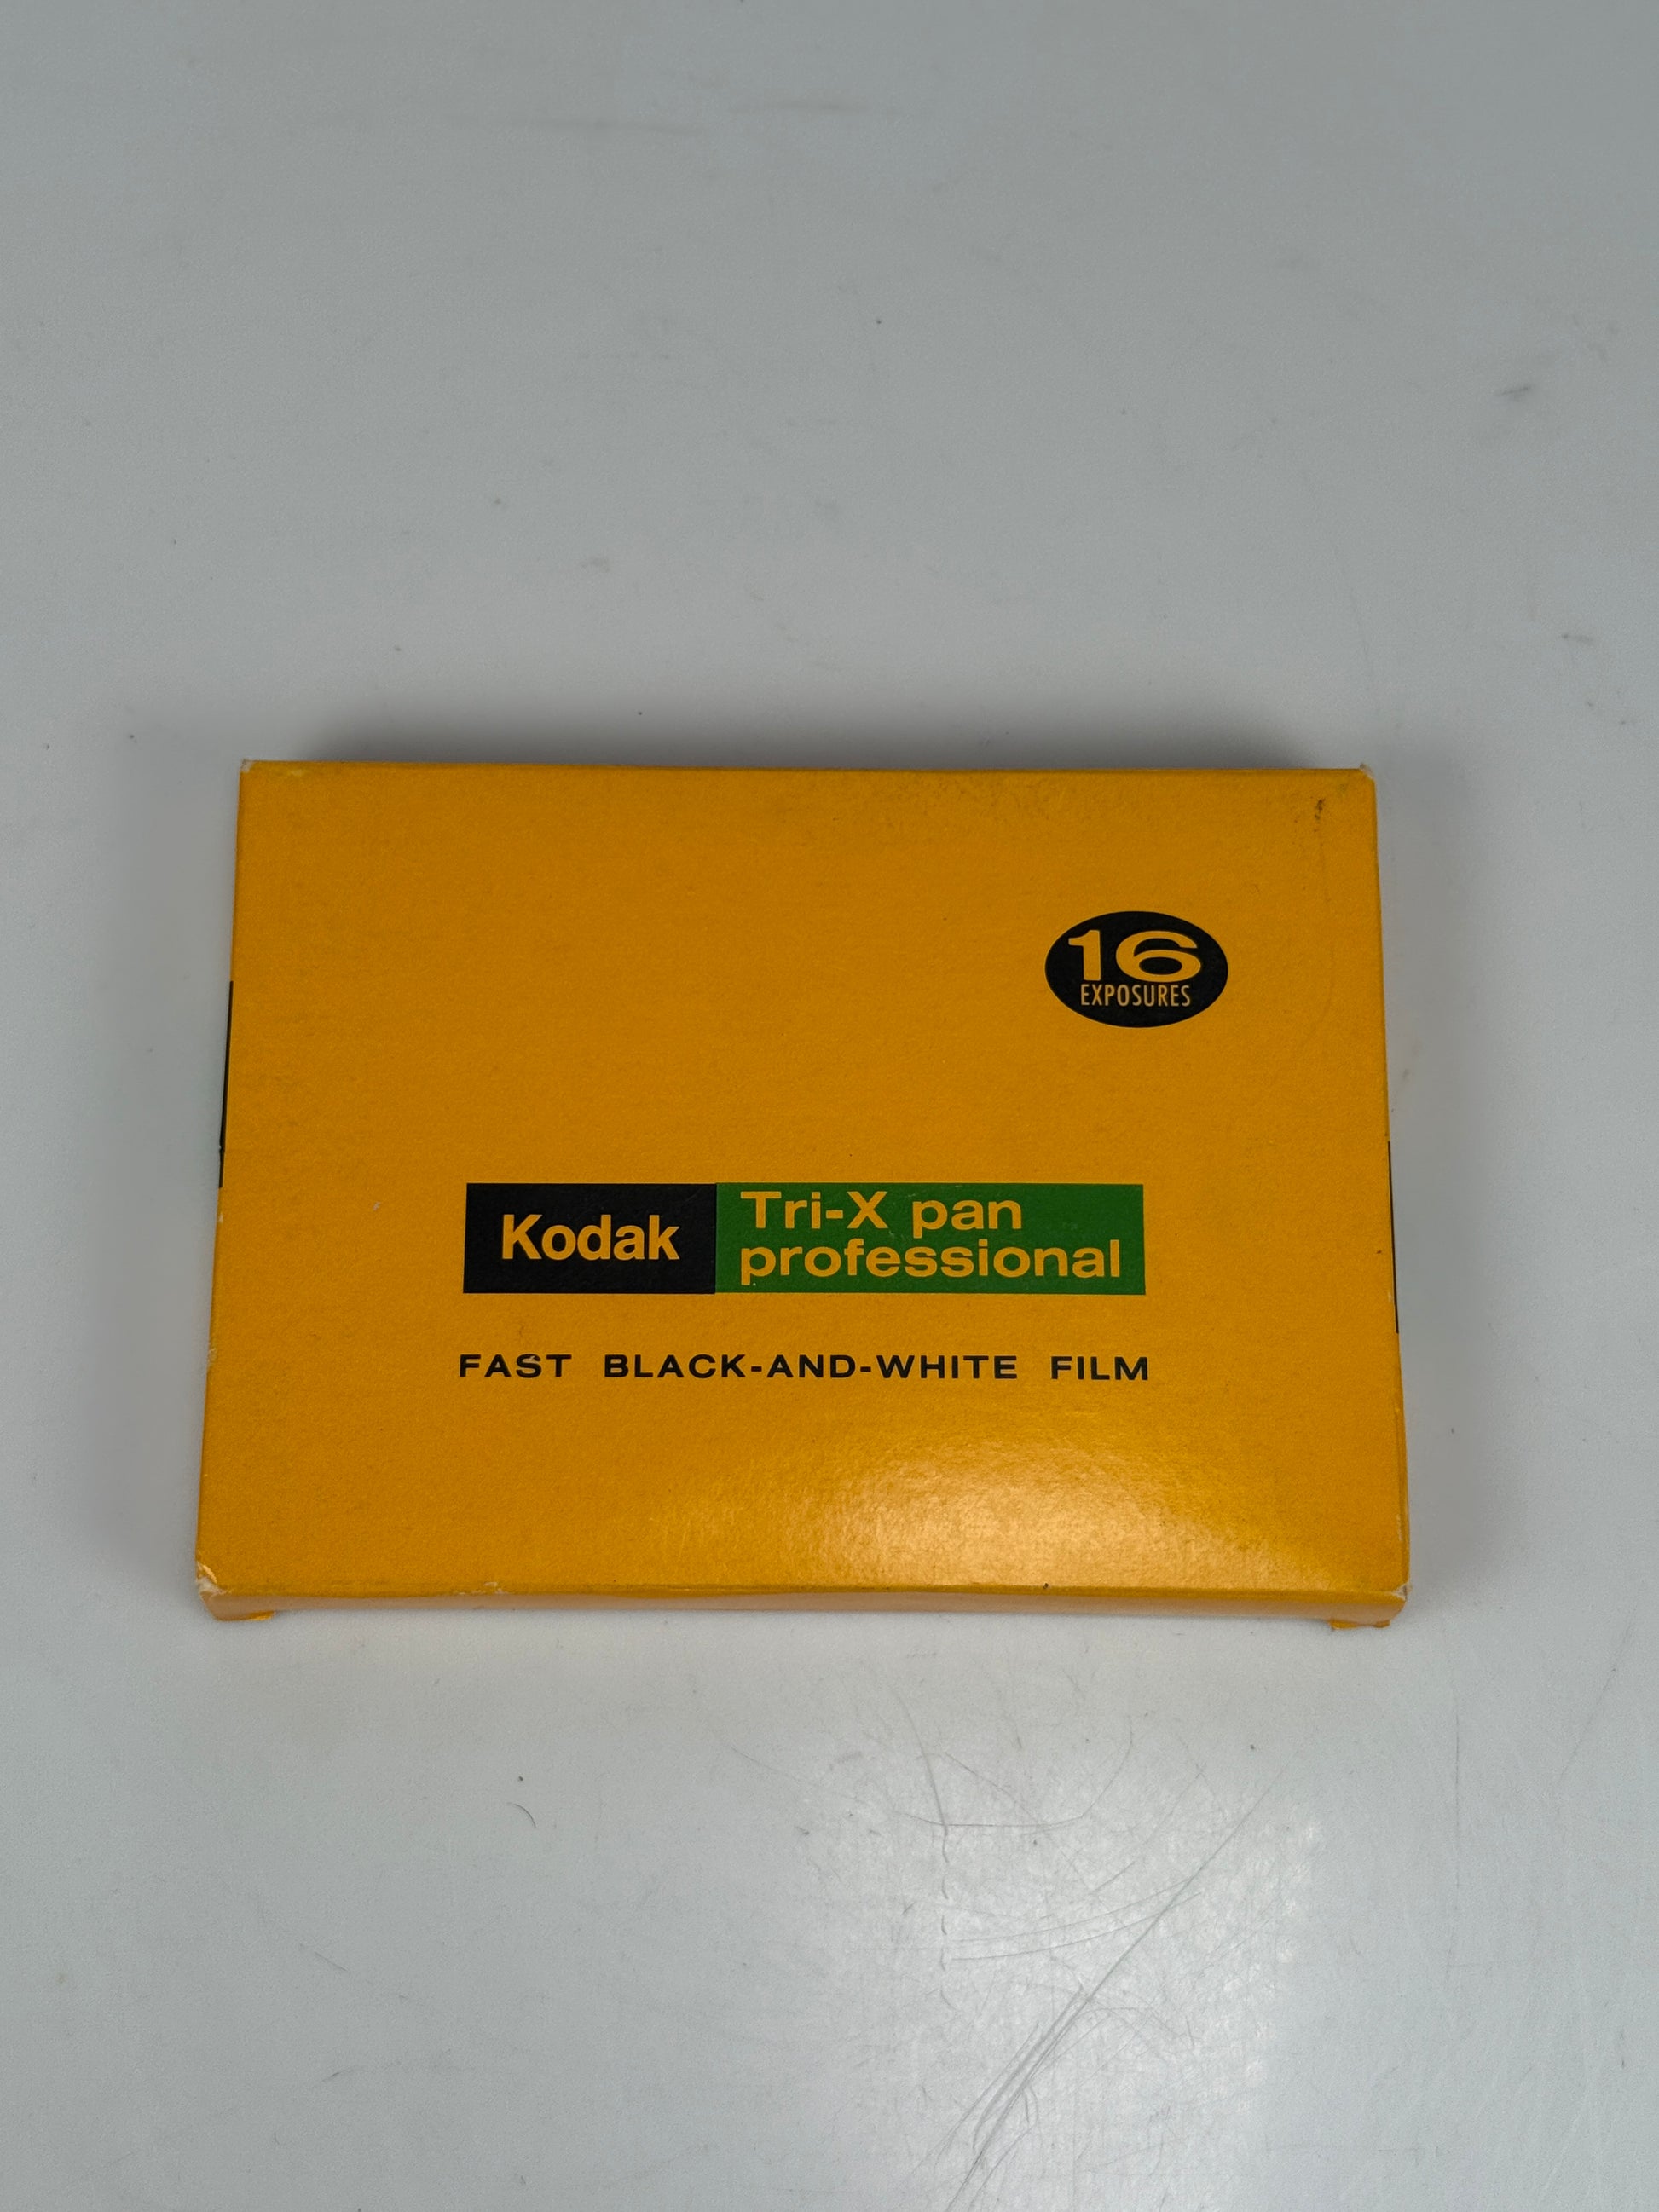 16
EXPOSURES
Kodak
Tri-X pan
professional
FAST BLACK-AND-WHITE FILM